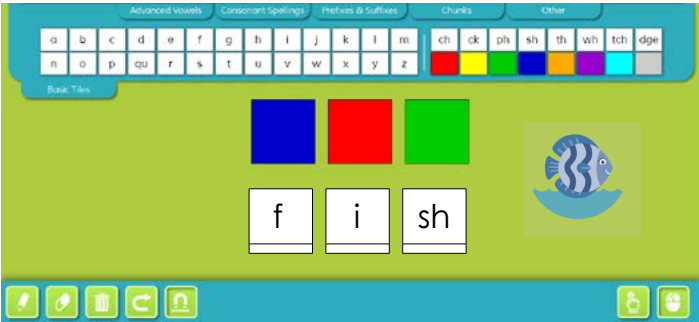 Advanced Vowels Consonant Spellings Prefixes & Suffixes Chunks Other
a b c d e f g h i j k l m ch ck ph sh th wh tch dge
n o p qu r s t u v w x y z
Basic Tiles
f i sh